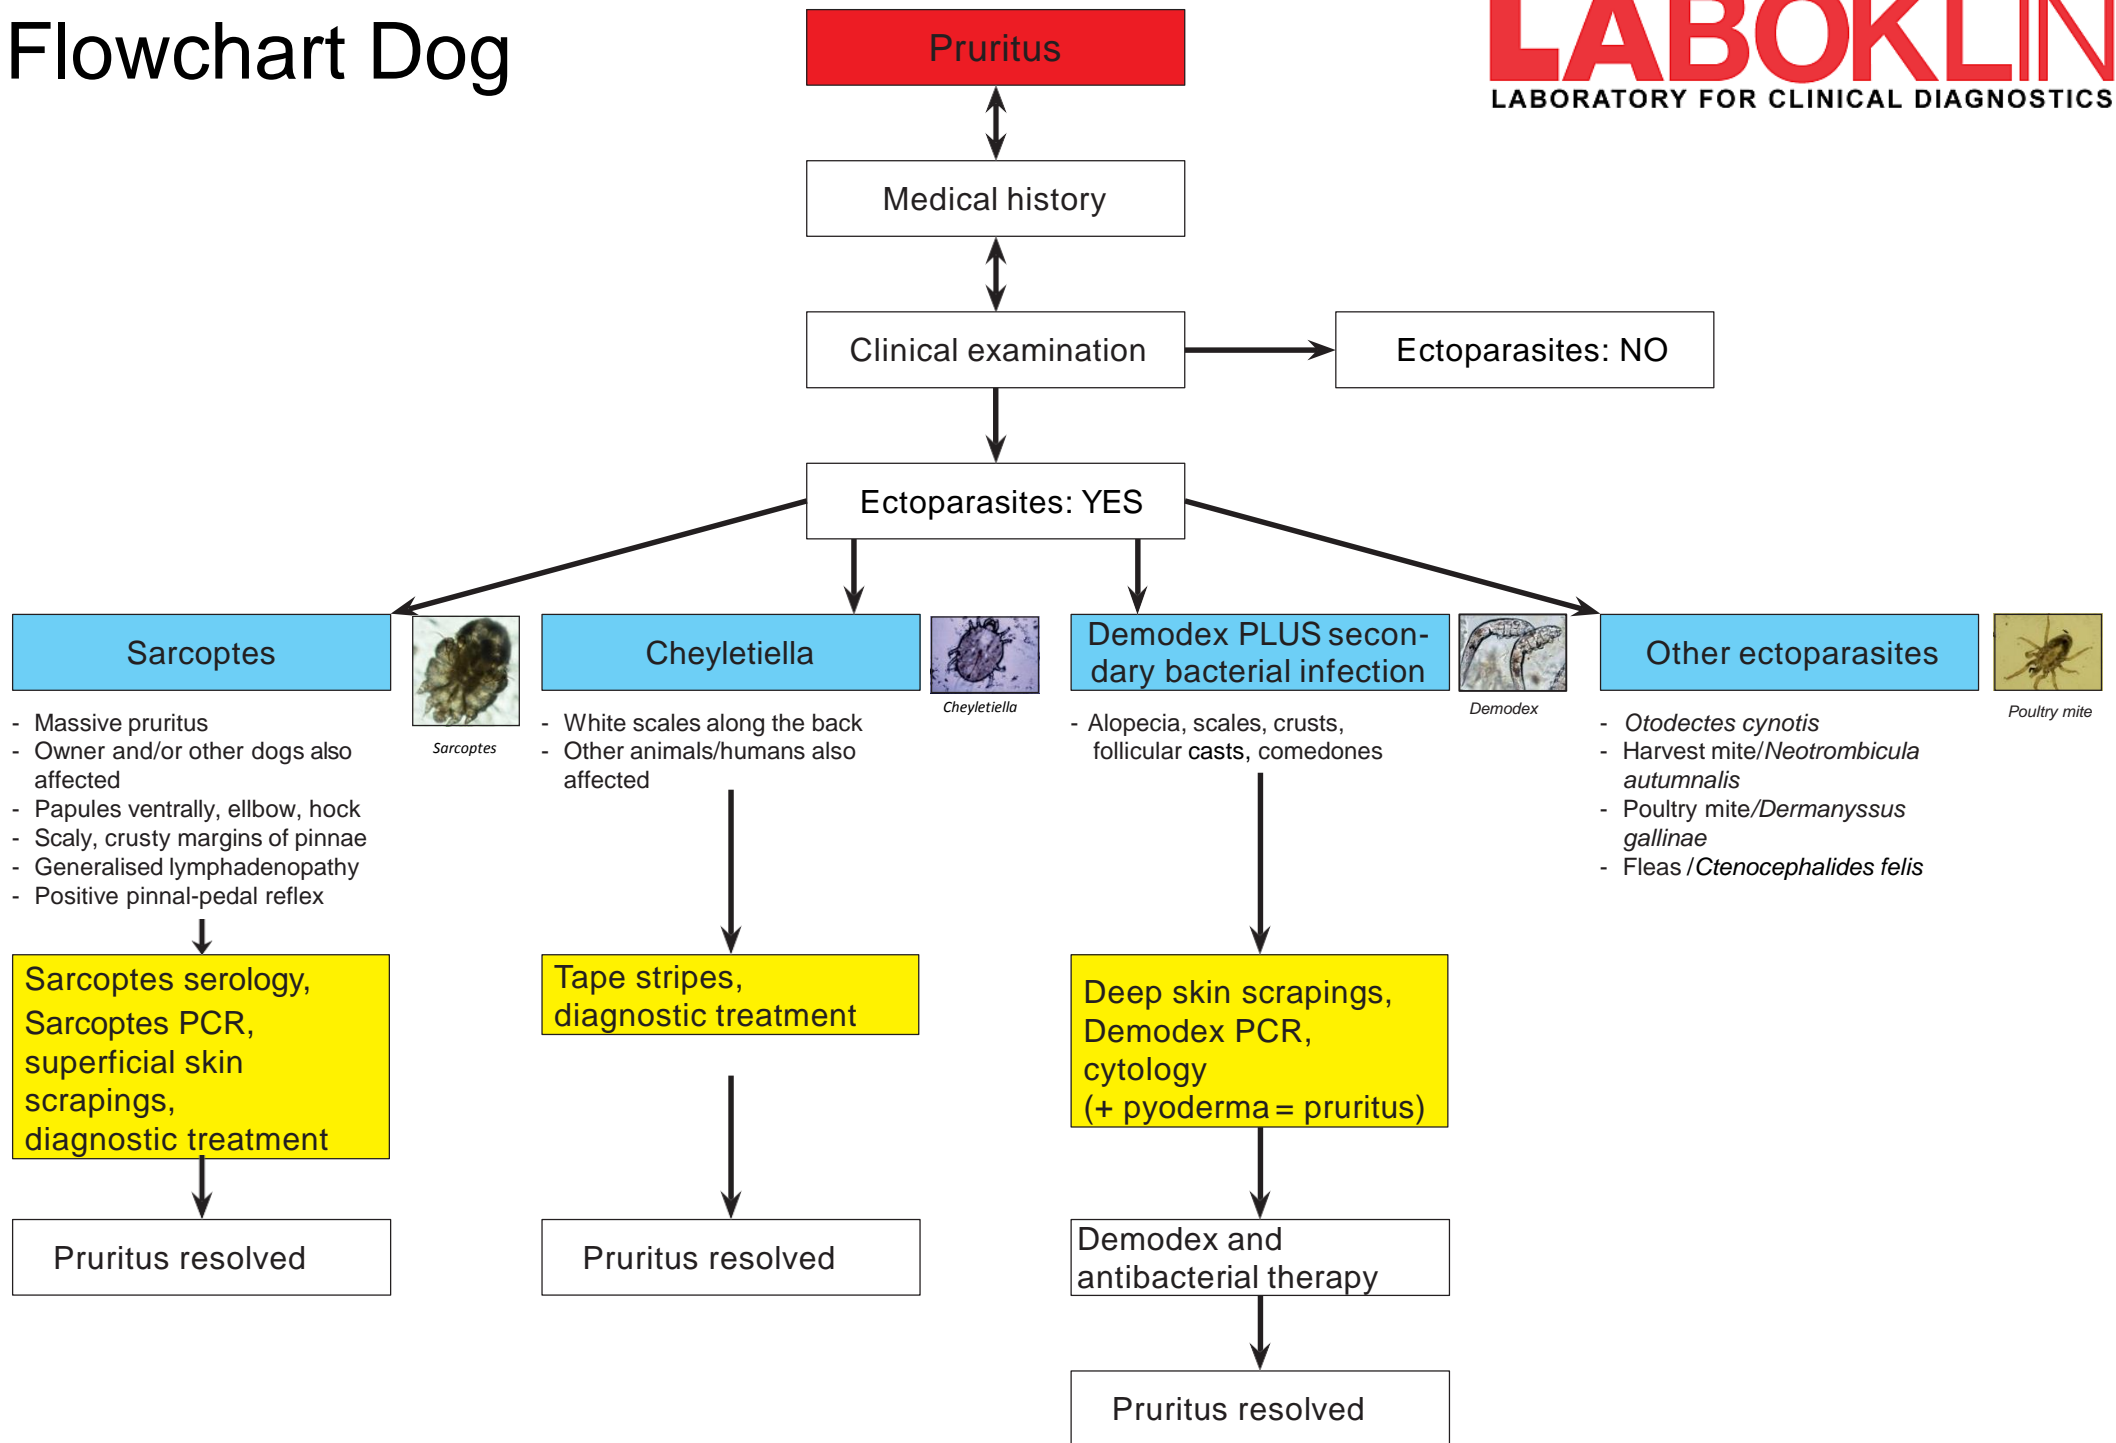 Flowchart Dog
LABOKLIN
LABORATORY FOR CLINICAL DIAGNOSTICS
Pruritus
Medical history
Clinical examination
Ectoparasites: NO
Ectoparasites: YES
Sarcoptes
Sarcoptes
- Massive pruritus
- Owner and/or other dogs also
affected
- Papules ventrally, ellbow, hock
- Scaly, crusty margins of pinnae
- Generalised lymphadenopathy
- Positive pinnal-pedal reflex
Sarcoptes serology,
Sarcoptes PCR,
superficial skin
scrapings,
diagnostic treatment
Pruritus resolved
Cheyletiella
Cheyletiella
- White scales along the back
- Other animals/humans also
affected
Tape stripes,
diagnostic treatment
Pruritus resolved
Demodex PLUS secon-
dary bacterial infection
Demodex
- Alopecia, scales, crusts,
follicular casts, comedones
Deep skin scrapings,
Demodex PCR,
cytology
(+ pyoderma = pruritus)
Demodex and
antibacterial therapy
Pruritus resolved
Other ectoparasites
Poultry mite
- Otodectes cynotis
- Harvest mite/Neotrombicula
autumnalis
- Poultry mite/Dermanyssus
gallinae
- Fleas /Ctenocephalides felis